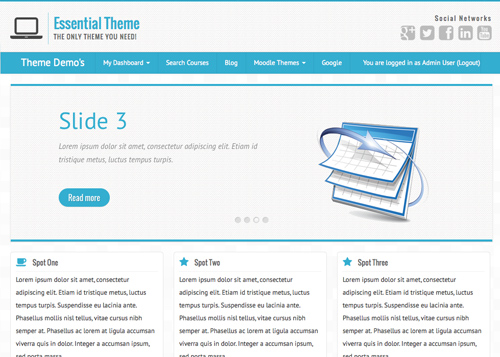 Essential Theme
THE ONLY THEME YOU NEED!
Social Networks
Theme Demo's
My Dashboard
Search Courses
Blog
Moodle Themes
Google
You are logged in as Admin User (Logout)
Slide 3
Lorem ipsum dolor sit amet, consectetur adipiscing elit. Etiam id
tristique metus, luctus tempus turpis.
Read more
Spot One
Lorem ipsum dolor sit amet, consectetur
adipiscing elit. Etiam id tristique metus, luctus
tempus turpis. Suspendisse eu lacinia ante.
Phasellus mollis nisl tellus, vitae cursus nibh
semper at. Phasellus ac lorem at ligula accumsan
viverra quis in dolor. Integer a accumsan ipsum,
sed porta massa.
Spot Two
Lorem ipsum dolor sit amet, consectetur
adipiscing elit. Etiam id tristique metus, luctus
tempus turpis. Suspendisse eu lacinia ante.
Phasellus mollis nisl tellus, vitae cursus nibh
semper at. Phasellus ac lorem at ligula accumsan
viverra quis in dolor. Integer a accumsan ipsum,
sed porta massa.
Spot Three
Lorem ipsum dolor sit amet, consectetur
adipiscing elit. Etiam id tristique metus, luctus
tempus turpis. Suspendisse eu lacinia ante.
Phasellus mollis nisl tellus, vitae cursus nibh
semper at. Phasellus ac lorem at ligula accumsan
viverra quis in dolor. Integer a accumsan ipsum,
sed porta massa.